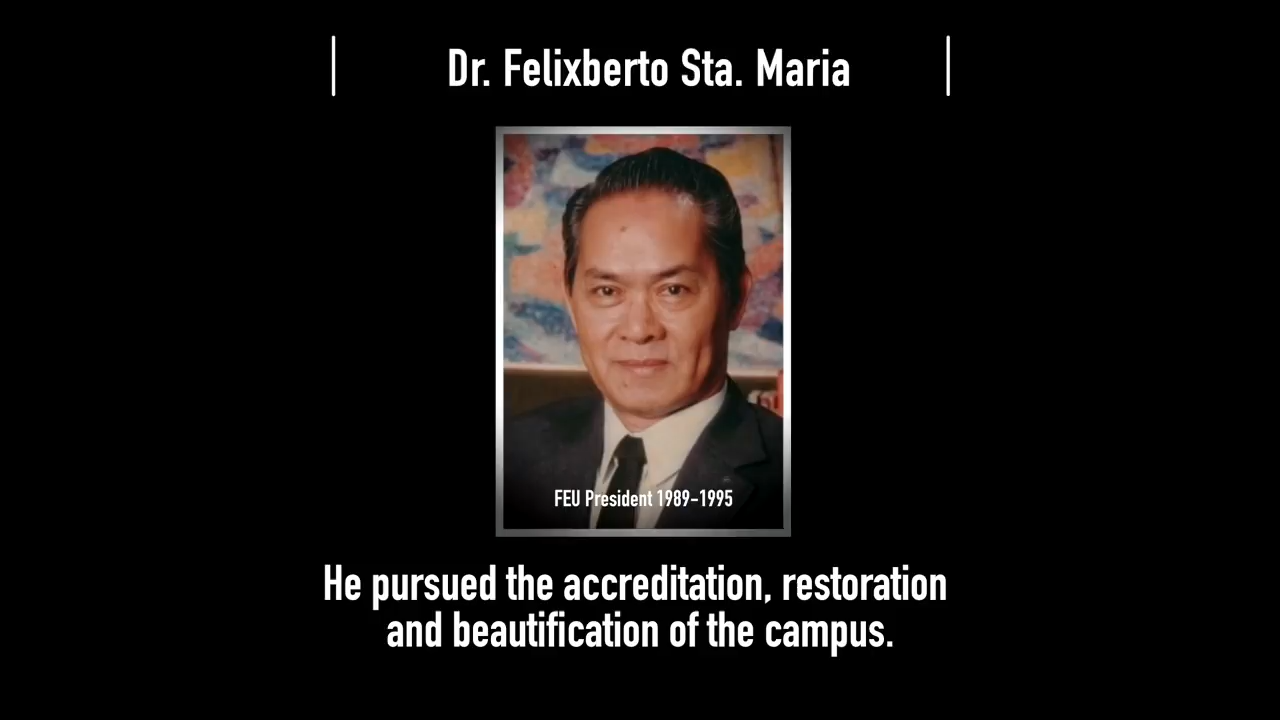 Dr. Felixberto Sta. Maria
FEU President 1989-1995
He pursued the accreditation, restoration
and beautification of the campus.